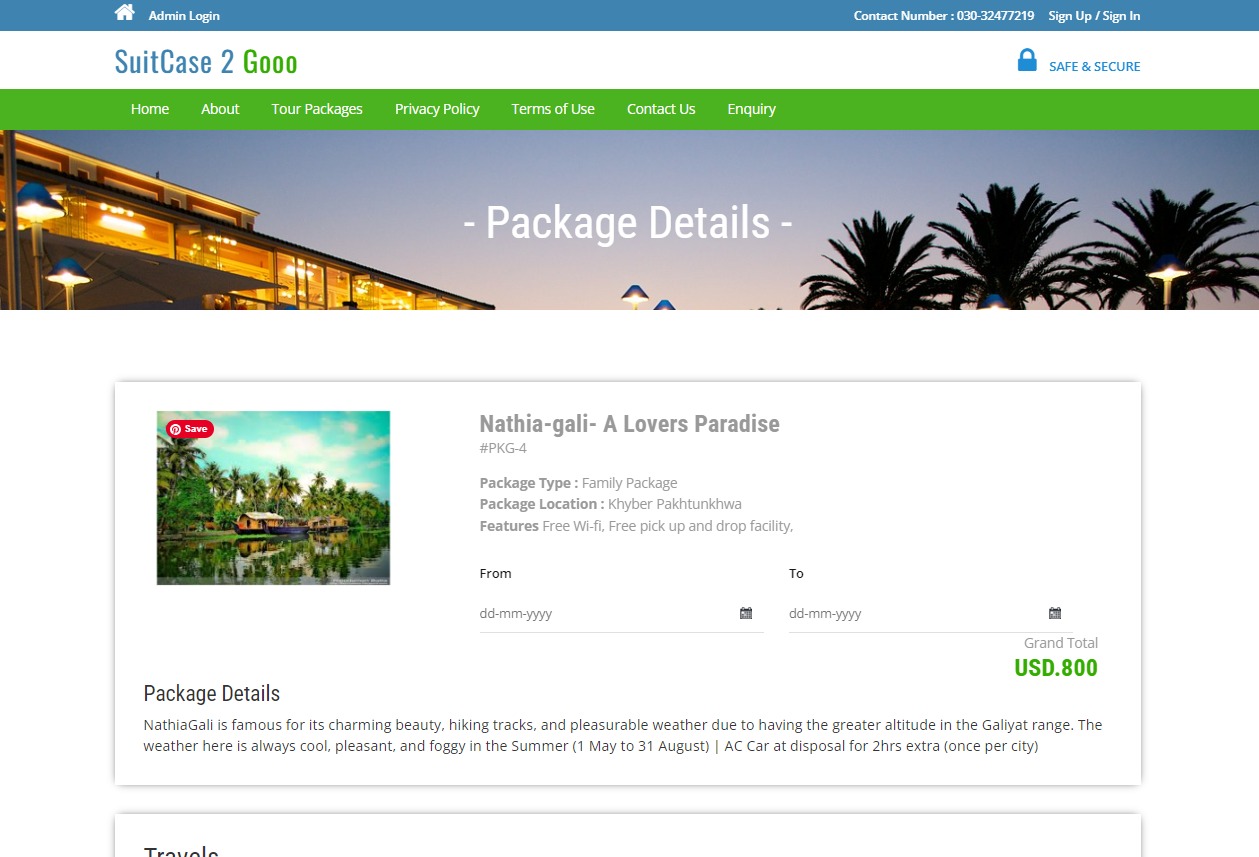 Admin Login
Contact Number : 030-32477219 Sign Up / Sign In
SuitCase 2 Gooo
SAFE & SECURE
Home About Tour Packages Privacy Policy Terms of Use Contact Us Enquiry
- Package Details -
Save
Nathia-gali- A Lovers Paradise
#PKG-4
Package Type : Family Package
Package Location : Khyber Pakhtunkhwa
Features Free Wi-fi, Free pick up and drop facility,
From To
dd-mm-yyyy dd-mm-yyyy
Grand Total
USD.800
Package Details
NathiaGali is famous for its charming beauty, hiking tracks, and pleasurable weather due to having the greater altitude in the Galiyat range. The
weather here is always cool, pleasant, and foggy in the Summer (1 May to 31 August) | AC Car at disposal for 2hrs extra (once per city)
Travels